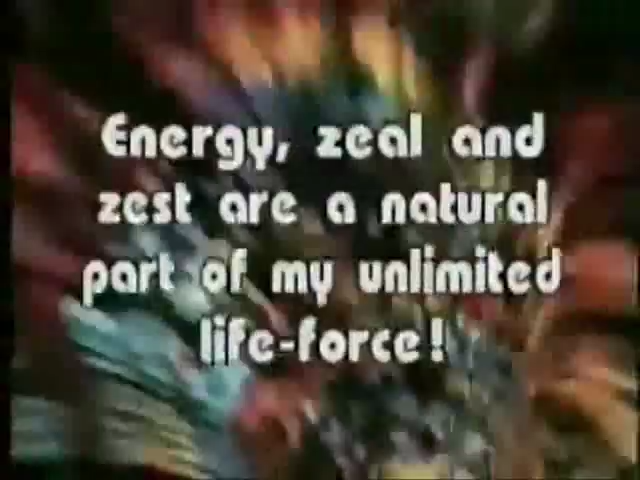 Energy, zeal and
zest are a natural
part of my unlimited
life-force!